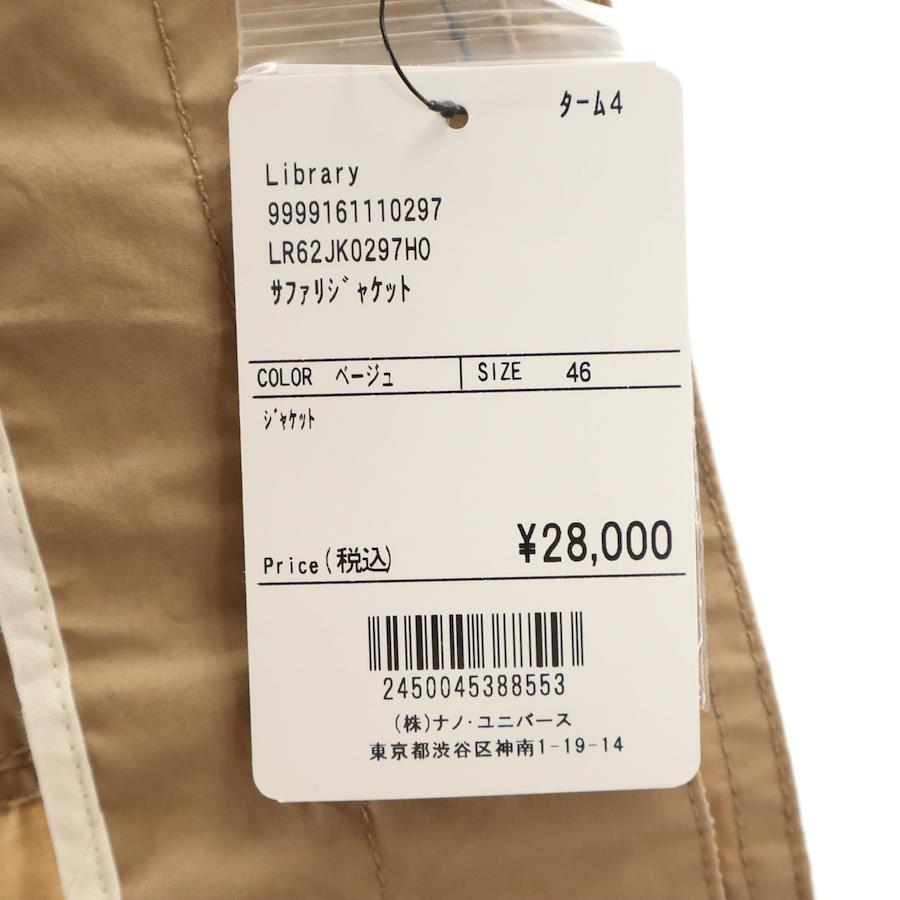 ターム4
Library
9999161110297
LR62JK0297HO
ｻﾌｧﾘｼﾞｬｹｯﾄ
COLOR ベージュ SIZE 46
ｼﾞｬｹｯﾄ
Price(税込) ¥28,000
2450045388553
(株)ナノ・ユニバース
東京都渋谷区神南1-19-14